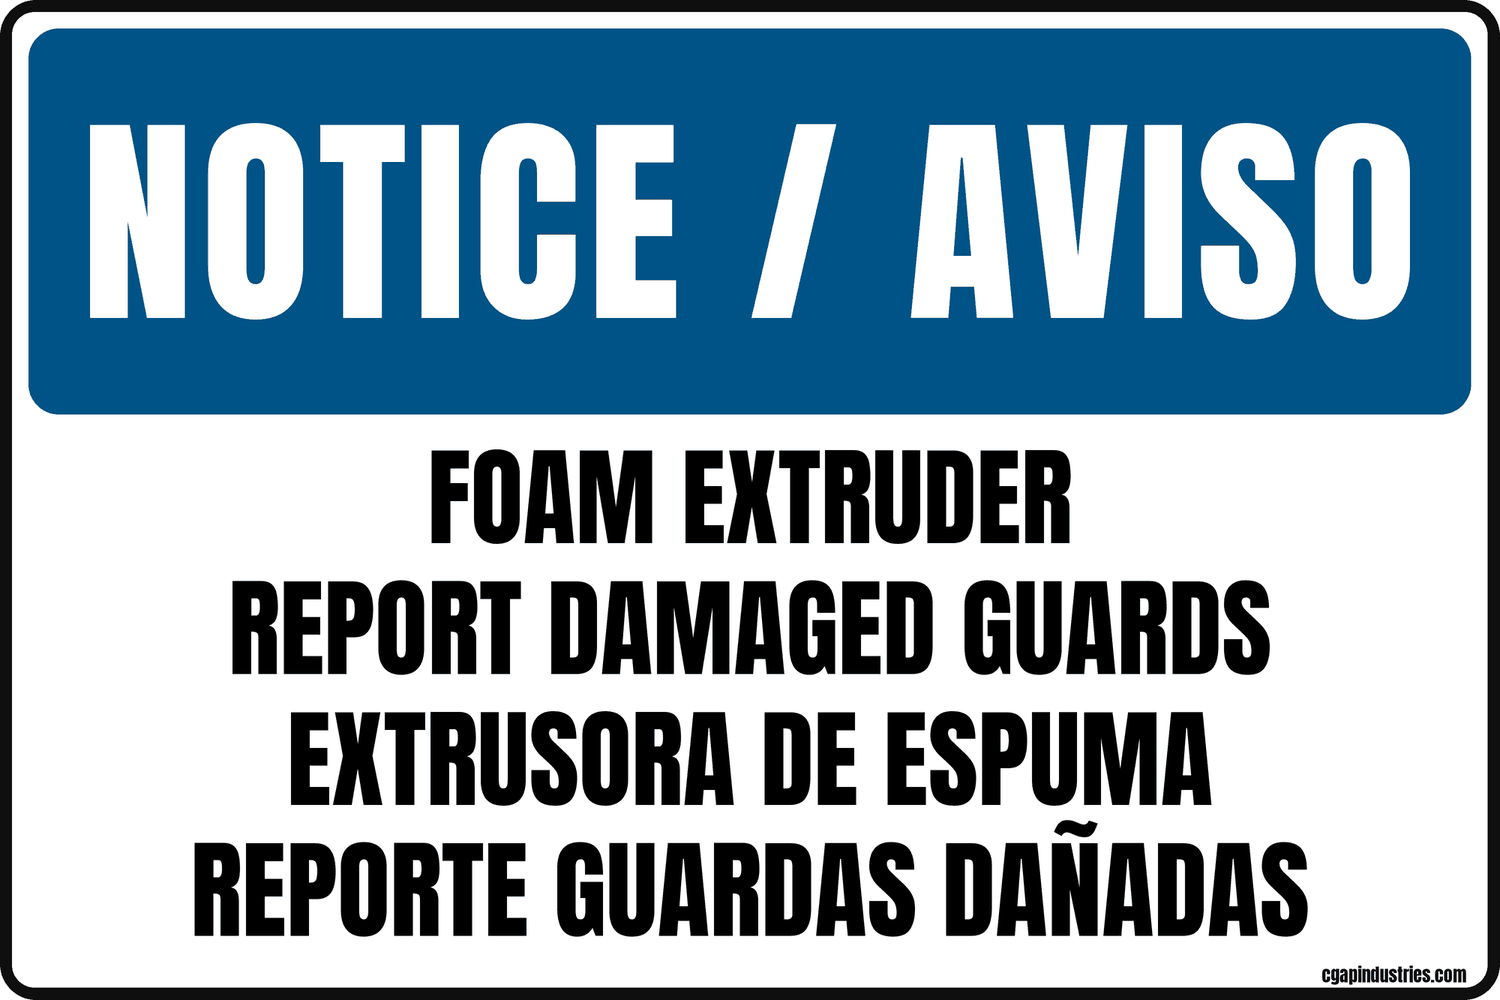 NOTICE / AVISO
FOAM EXTRUDER
REPORT DAMAGED GUARDS
EXTRUSORA DE ESPUMA
REPORTE GUARDAS DAÑADAS
cgapindustries.com